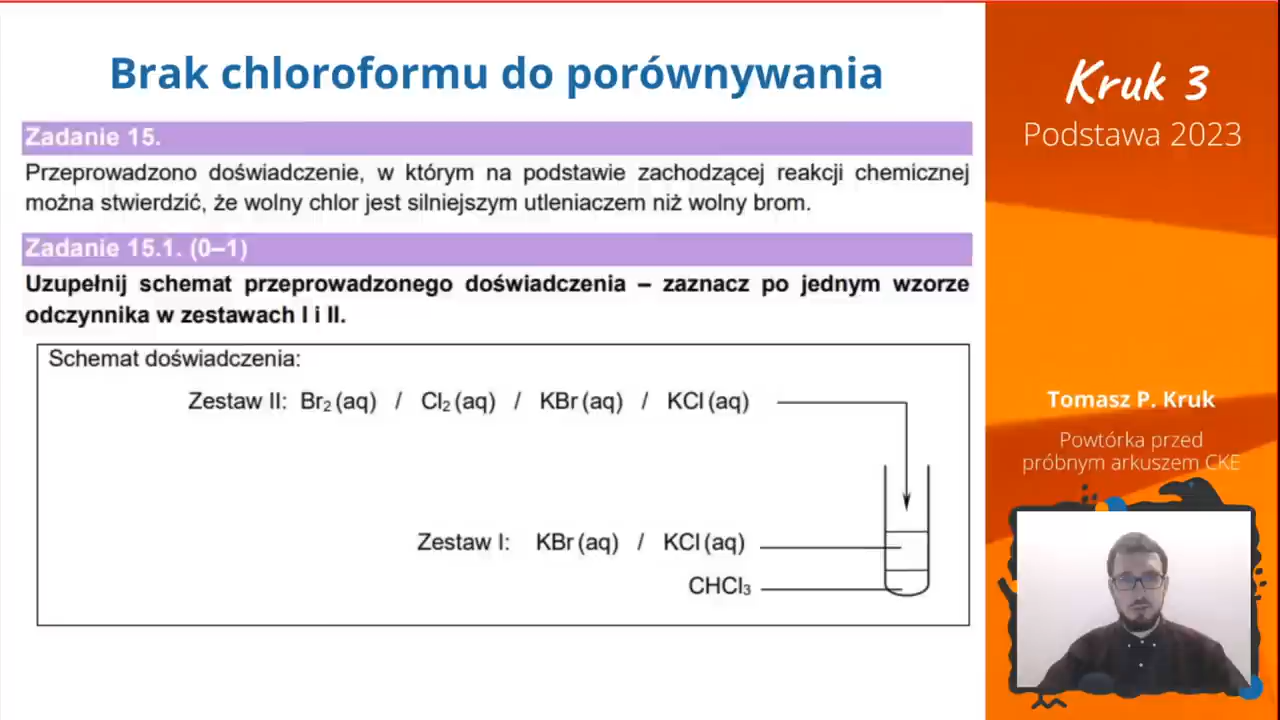 Brak chloroformu do porównywania
Zadanie 15.
Przeprowadzono doświadczenie, w którym na podstawie zachodzącej reakcji chemicznej
można stwierdzić, że wolny chlor jest silniejszym utleniaczem niż wolny brom.
Zadanie 15.1. (0–1)
Uzupełnij schemat przeprowadzonego doświadczenia – zaznacz po jednym wzorze
odczynnika w zestawach I i II.
Schemat doświadczenia:
Zestaw II: Br₂ (aq) / Cl₂ (aq) / KBr (aq) / KCl (aq)
Zestaw I: KBr (aq) / KCl (aq)
CHCl₃
Kruk 3
Podstawa 2023
Tomasz P. Kruk
Powtórka przed
próbnym arkuszem CKE